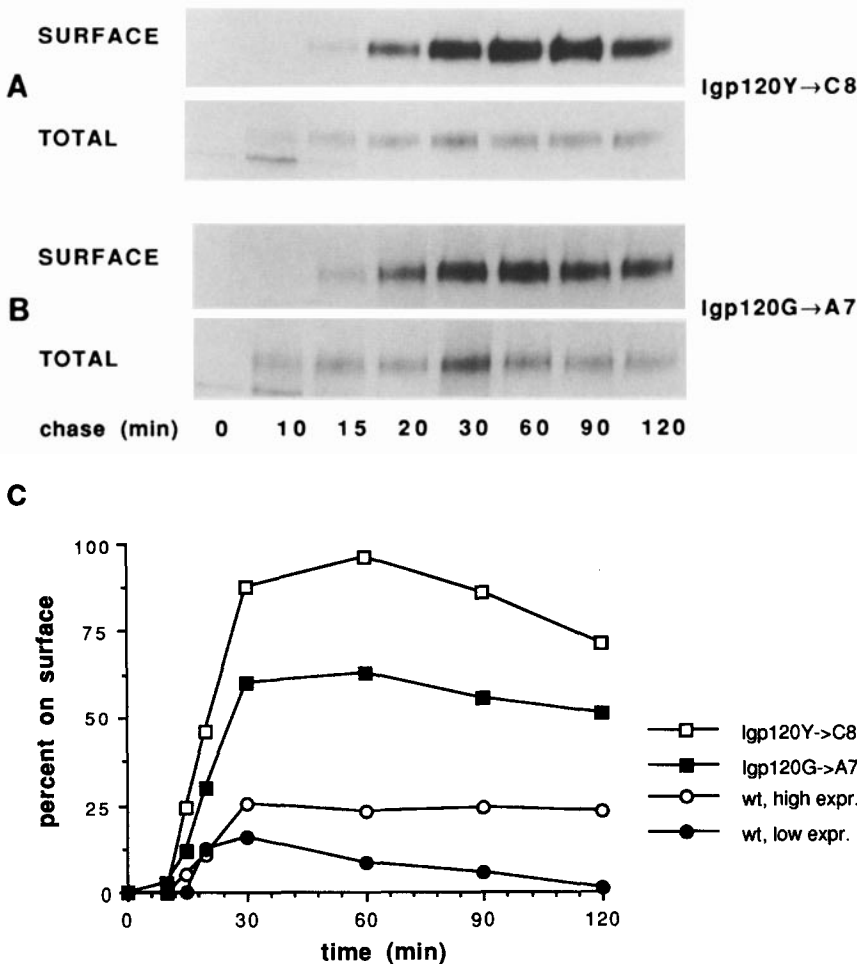 SURFACE
A
lgp120Y→C8
TOTAL
SURFACE
B
lgp120G→A7
TOTAL
chase (min) 0 10 15 20 30 60 90 120
C
100
75
50
25
0
percent on surface
0 30 60 90 120
time (min)
lgp120Y->C8
lgp120G->A7
wt, high expr.
wt, low expr.